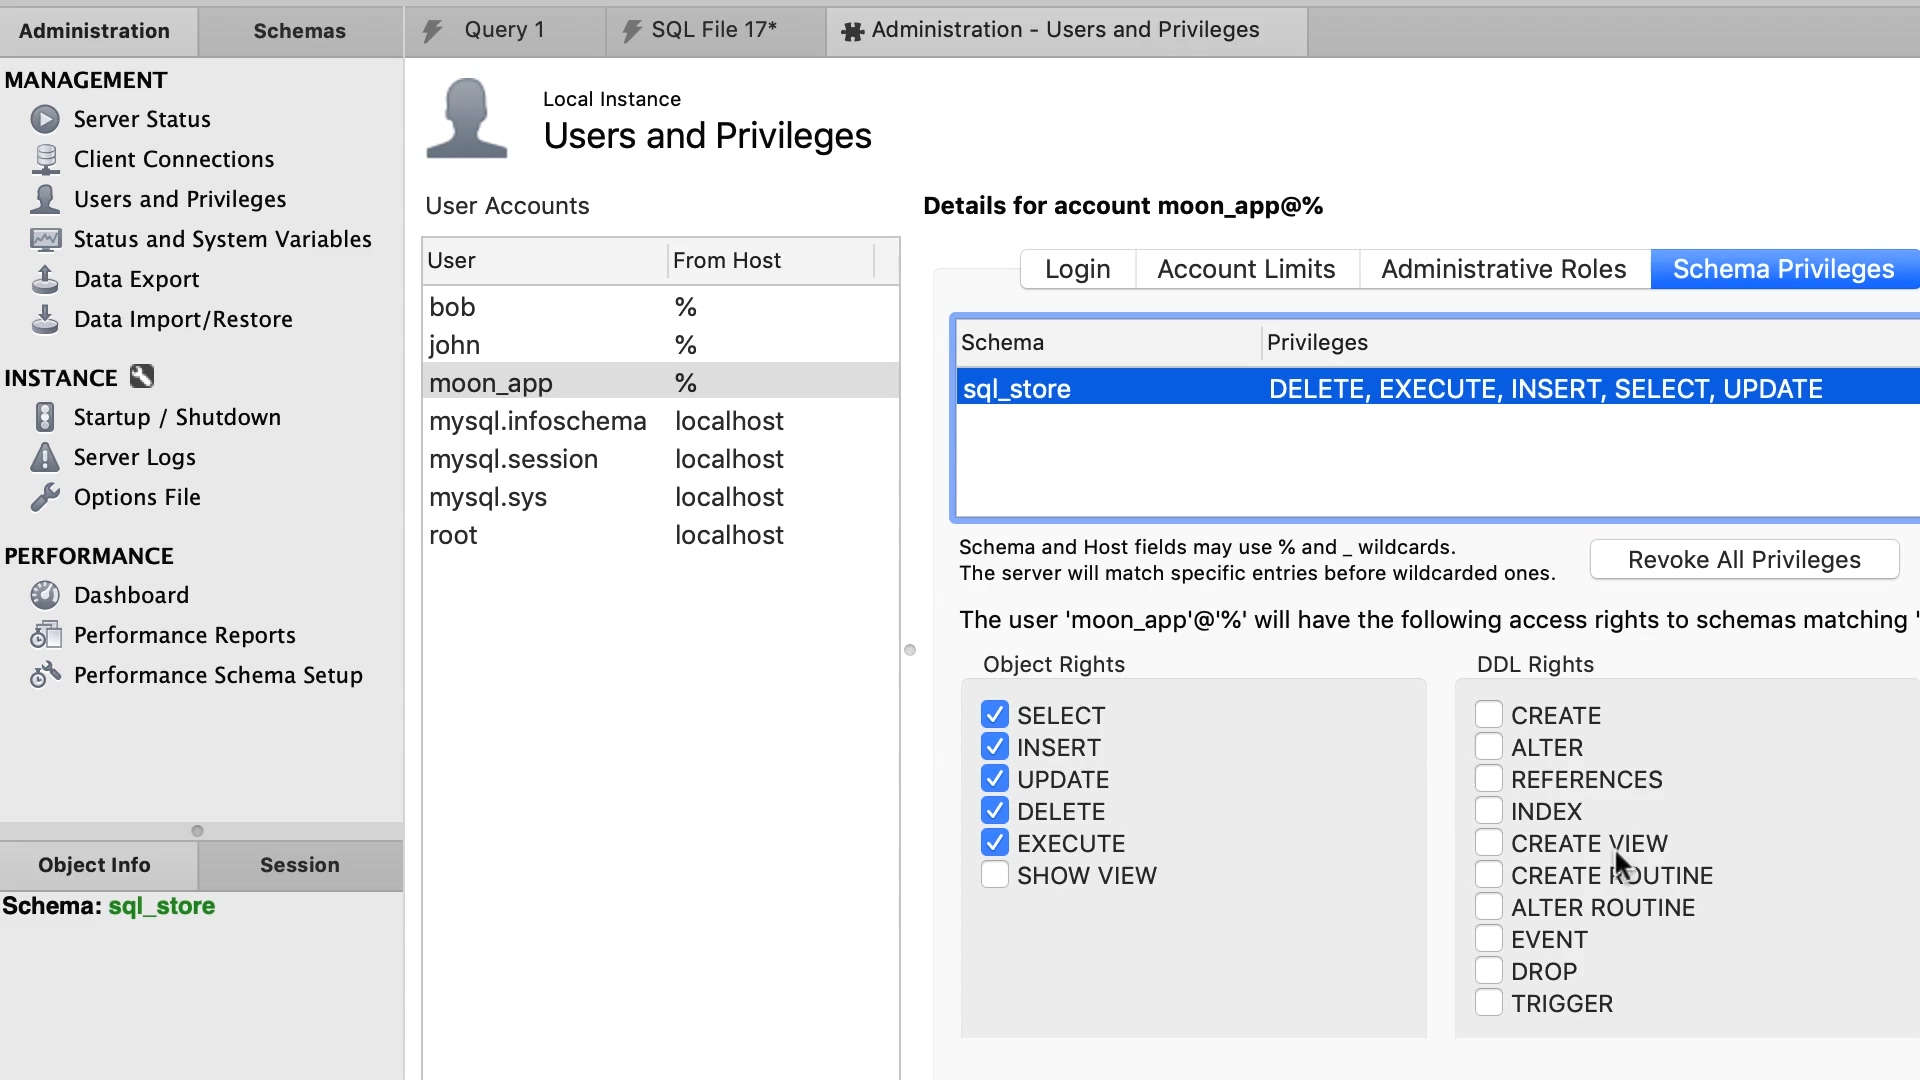 Administration
Schemas
Query 1
SQL File 17*
Administration - Users and Privileges
MANAGEMENT
Server Status
Client Connections
Users and Privileges
Status and System Variables
Data Export
Data Import/Restore
INSTANCE
Startup / Shutdown
Server Logs
Options File
PERFORMANCE
Dashboard
Performance Reports
Performance Schema Setup
Object Info
Session
Schema: sql_store
Local Instance
Users and Privileges
User Accounts
User From Host
bob %
john %
moon_app %
mysql.infoschema localhost
mysql.session localhost
mysql.sys localhost
root localhost
Details for account moon_app@%
Login
Account Limits
Administrative Roles
Schema Privileges
Schema Privileges
sql_store DELETE, EXECUTE, INSERT, SELECT, UPDATE
Schema and Host fields may use % and _ wildcards.
The server will match specific entries before wildcarded ones.
Revoke All Privileges
The user 'moon_app'@'%' will have the following access rights to schemas matching '
Object Rights
SELECT
INSERT
UPDATE
DELETE
EXECUTE
SHOW VIEW
DDL Rights
CREATE
ALTER
REFERENCES
INDEX
CREATE VIEW
CREATE ROUTINE
ALTER ROUTINE
EVENT
DROP
TRIGGER